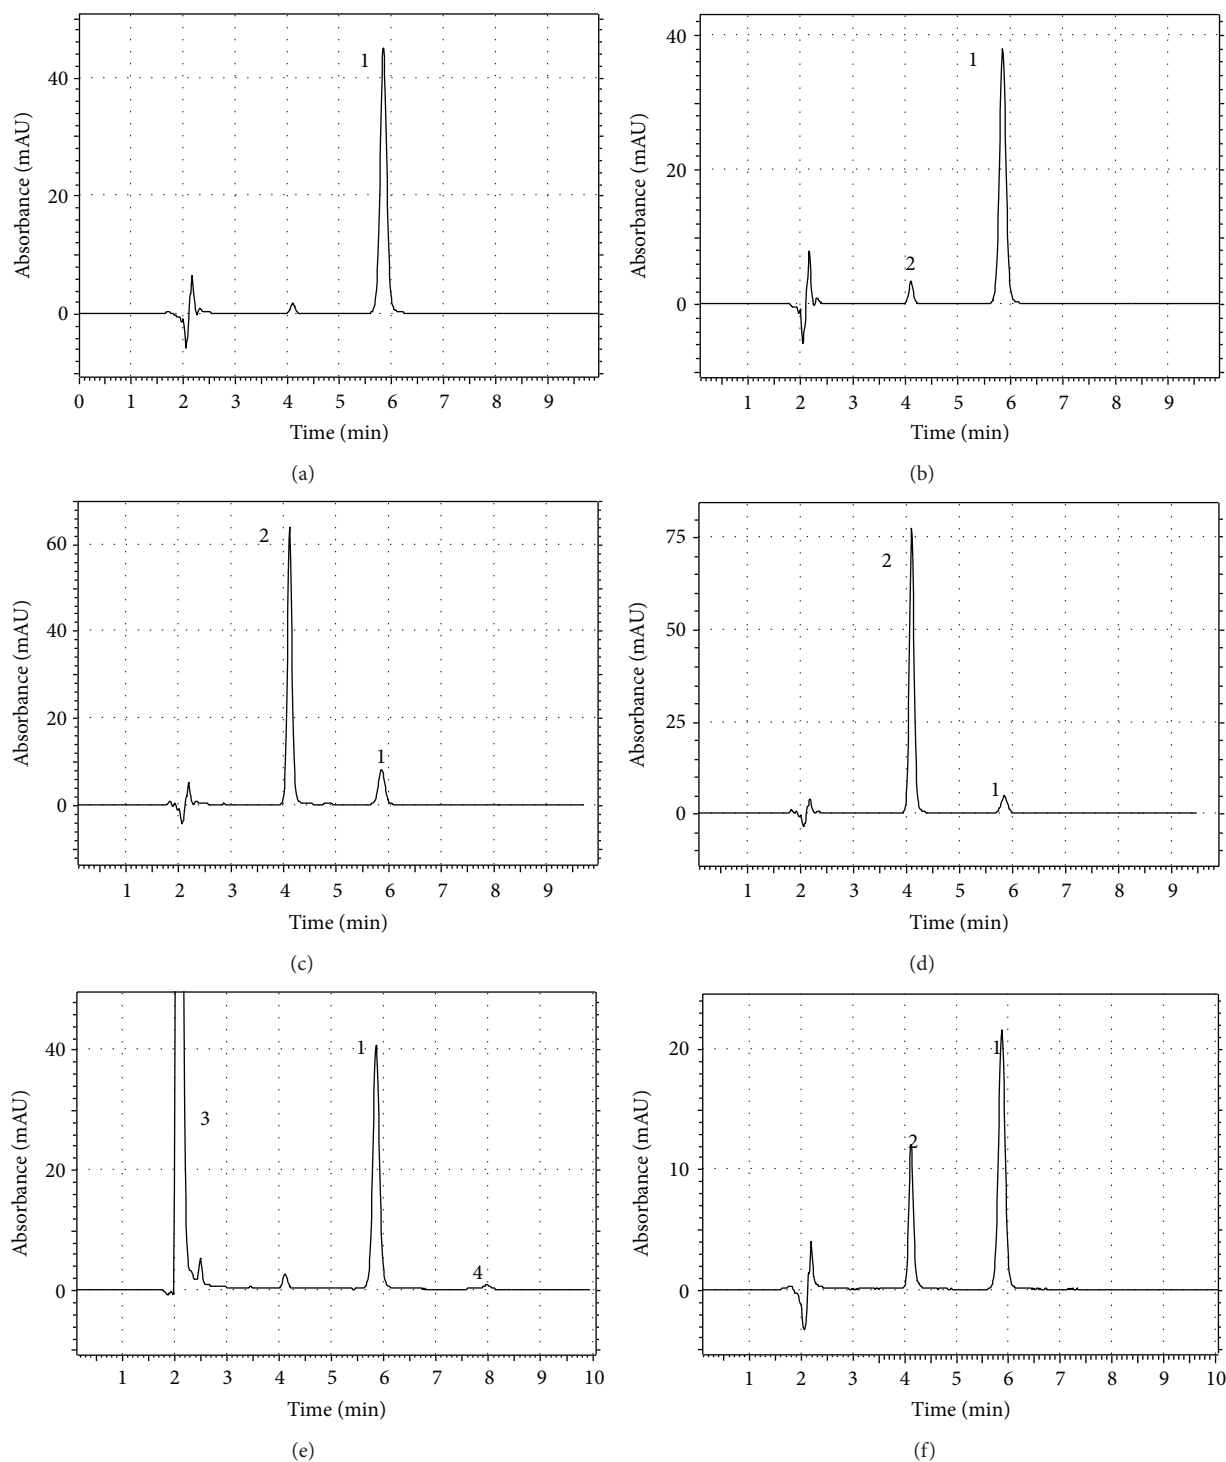 Absorbance (mAU)
40
20
0
1
0 1 2 3 4 5 6 7 8 9
Time (min)
(a)
Absorbance (mAU)
40
20
0
1
2
1 2 3 4 5 6 7 8 9
Time (min)
(b)
Absorbance (mAU)
60
40
20
0
2
1
1 2 3 4 5 6 7 8 9
Time (min)
(c)
Absorbance (mAU)
75
50
25
0
2
1
1 2 3 4 5 6 7 8 9
Time (min)
(d)
Absorbance (mAU)
40
20
0
1
3
4
1 2 3 4 5 6 7 8 9 10
Time (min)
(e)
Absorbance (mAU)
20
10
0
1
2
1 2 3 4 5 6 7 8 9 10
Time (min)
(f)